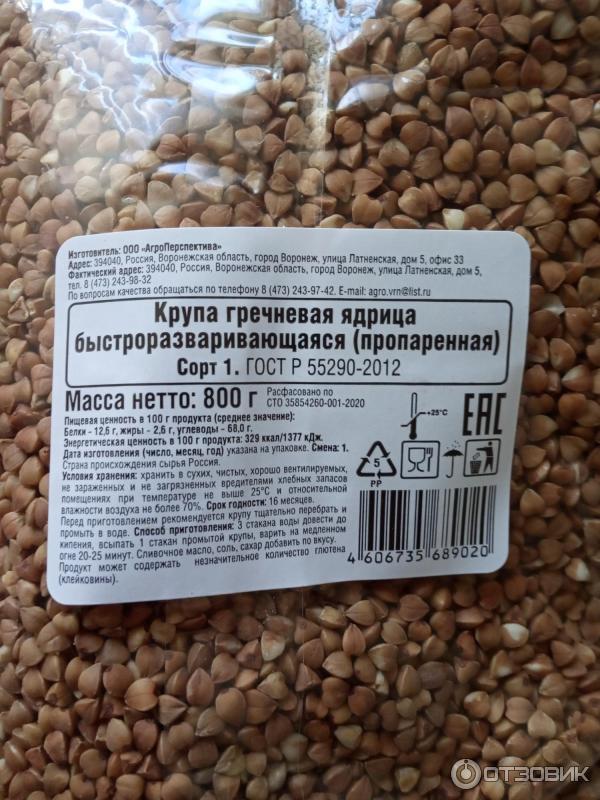 Изготовитель: ООО «АгроПерспектива»
Адрес: 394040, Россия, Воронежская область, город Воронеж, улица Латненская, дом 5, офис 33
Фактический адрес: 394040, Россия, Воронежская область, город Воронеж, улица Латненская, дом 5,
тел. 8 (473) 243-98-32
По вопросам качества обращаться по телефону 8 (473) 243-97-42. E-mail: agro.vrn@list.ru
Крупа гречневая ядрица
быстроразваривающаяся (пропаренная)
Сорт 1. ГОСТ Р 55290-2012
Масса нетто: 800 г
Расфасовано по
СТО 35854260-001-2020
Пищевая ценность в 100 г продукта (среднее значение):
Белки - 12,6 г, жиры - 2,6 г, углеводы - 68,0 г.
Энергетическая ценность в 100 г продукта: 329 ккал/1377 кДж.
Дата изготовления (число, месяц, год) указана на упаковке. Смена: 1.
Страна происхождения сырья Россия.
Условия хранения: хранить в сухих, чистых, хорошо вентилируемых,
не зараженных и не загрязненных вредителями хлебных запасов
помещениях при температуре не выше 25°С и относительной
влажности воздуха не более 70%. Срок годности: 16 месяцев.
Перед приготовлением рекомендуется крупу тщательно перебрать и
промыть в воде. Способ приготовления: 3 стакана воды довести до
кипения, всыпать 1 стакан промытой крупы, варить на медленном
огне 20-25 минут. Сливочное масло, соль, сахар добавить по вкусу.
Продукт может содержать незначительное количество глютена
(клейковины).
+25°С
ЕАС
5
PP
4 606735 689020
ОТЗОВИК